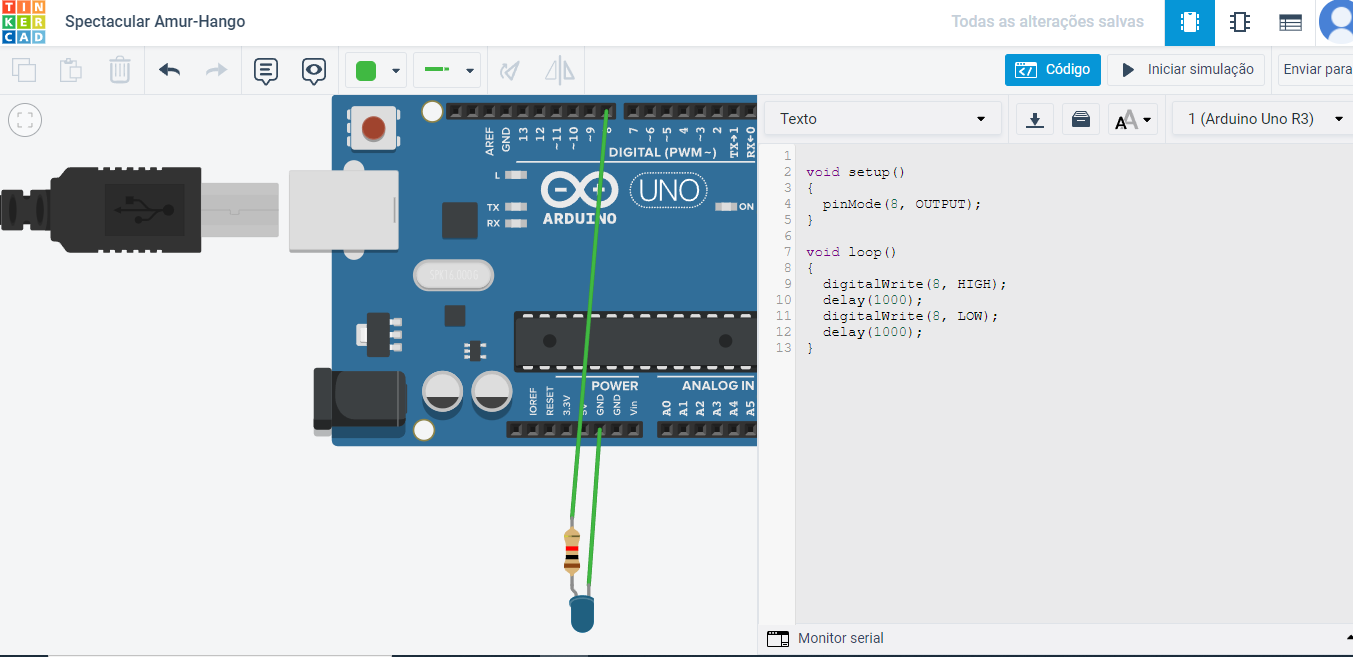 TIN
KER
CAD
Spectacular Amur-Hango
Todas as alterações salvas
Código
Iniciar simulação
Enviar para
Texto
1 (Arduino Uno R3)
AREF
GND
13
12
~11
~10
~9
8
7
~6
~5
4
~3
2
TX→1
RX←0
DIGITAL (PWM~)
L
TX
RX
ARDUINO
UNO
ON
POWER
ANALOG IN
IOREF
RESET
3.3V
5V
GND
GND
Vin
A0
A1
A2
A3
A4
A5
1
2 void setup()
3 {
4 pinMode(8, OUTPUT);
5 }
6
7 void loop()
8 {
9 digitalWrite(8, HIGH);
10 delay(1000);
11 digitalWrite(8, LOW);
12 delay(1000);
13 }
Monitor serial